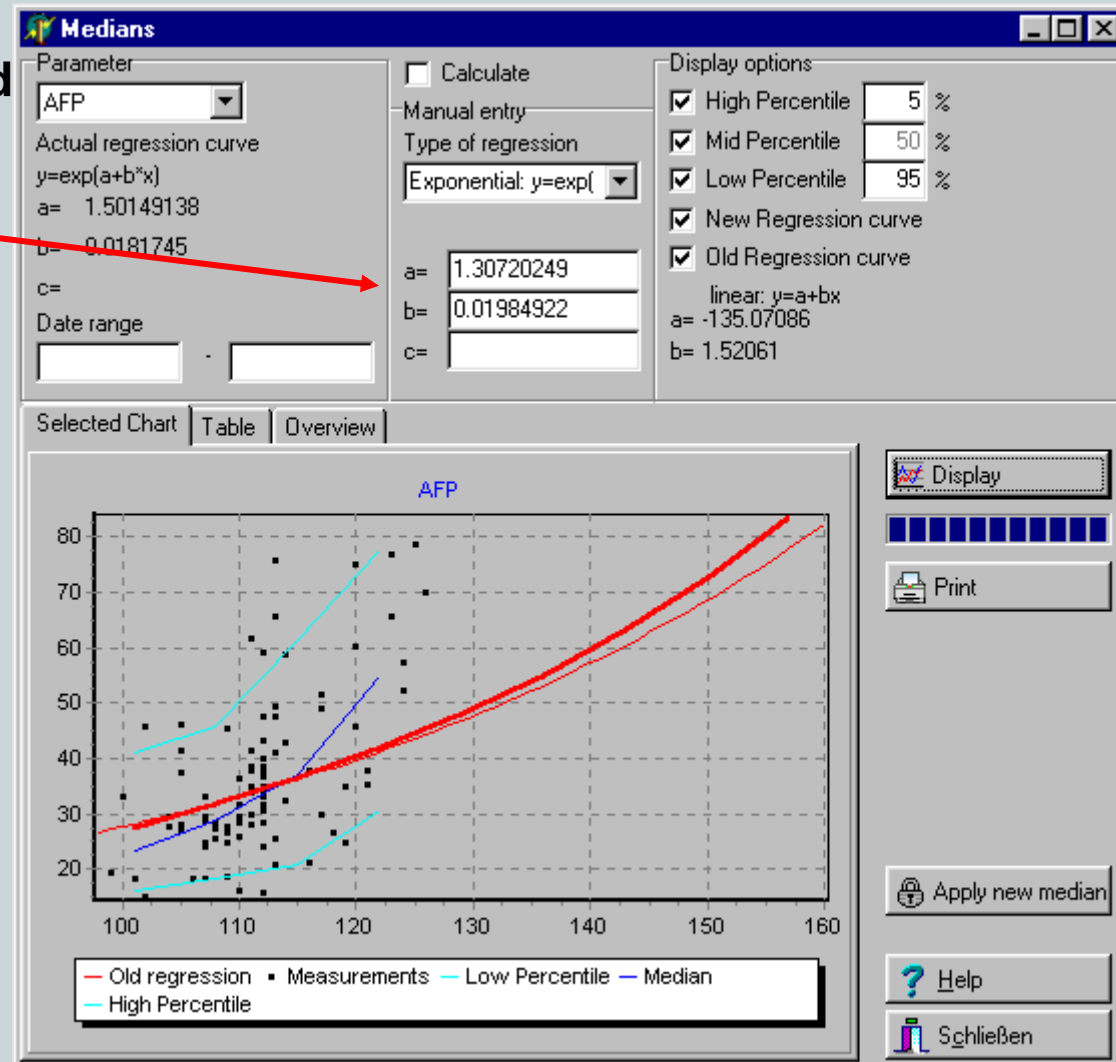 Medians
d
Parameter
AFP
Actual regression curve
y=exp(a+b*x)
a= 1.50149138
b= 0.0181745
c=
Date range
-
Calculate
Manual entry
Type of regression
Exponential: y=exp(
a= 1.30720249
b= 0.01984922
c=
Display options
High Percentile 5 %
Mid Percentile 50 %
Low Percentile 95 %
New Regression curve
Old Regression curve
linear: y=a+bx
a= -135.07086
b= 1.52061
Selected Chart Table Overview
AFP
80
70
60
50
40
30
20
100 110 120 130 140 150 160
Old regression Measurements Low Percentile Median
High Percentile
Display
Print
Apply new median
Help
Schließen